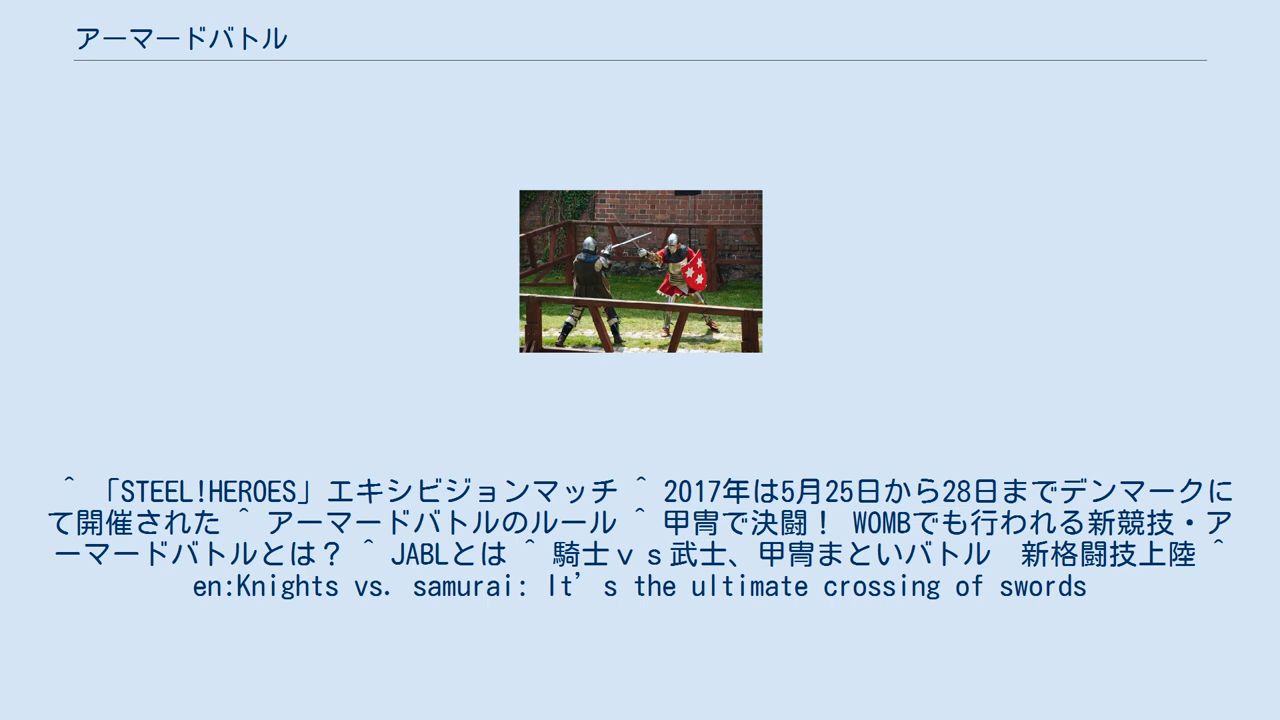 アーマードバトル
^ 「STEEL!HEROES」エキシビジョンマッチ ^ 2017年は5月25日から28日までデンマークに
て開催された ^ アーマードバトルのルール ^ 甲冑で決闘！ WOMBでも行われる新競技・ア
ーマードバトルとは？ ^ JABLとは ^ 騎士ｖｓ武士、甲冑まといバトル　新格闘技上陸 ^
en:Knights vs. samurai: It’s the ultimate crossing of swords